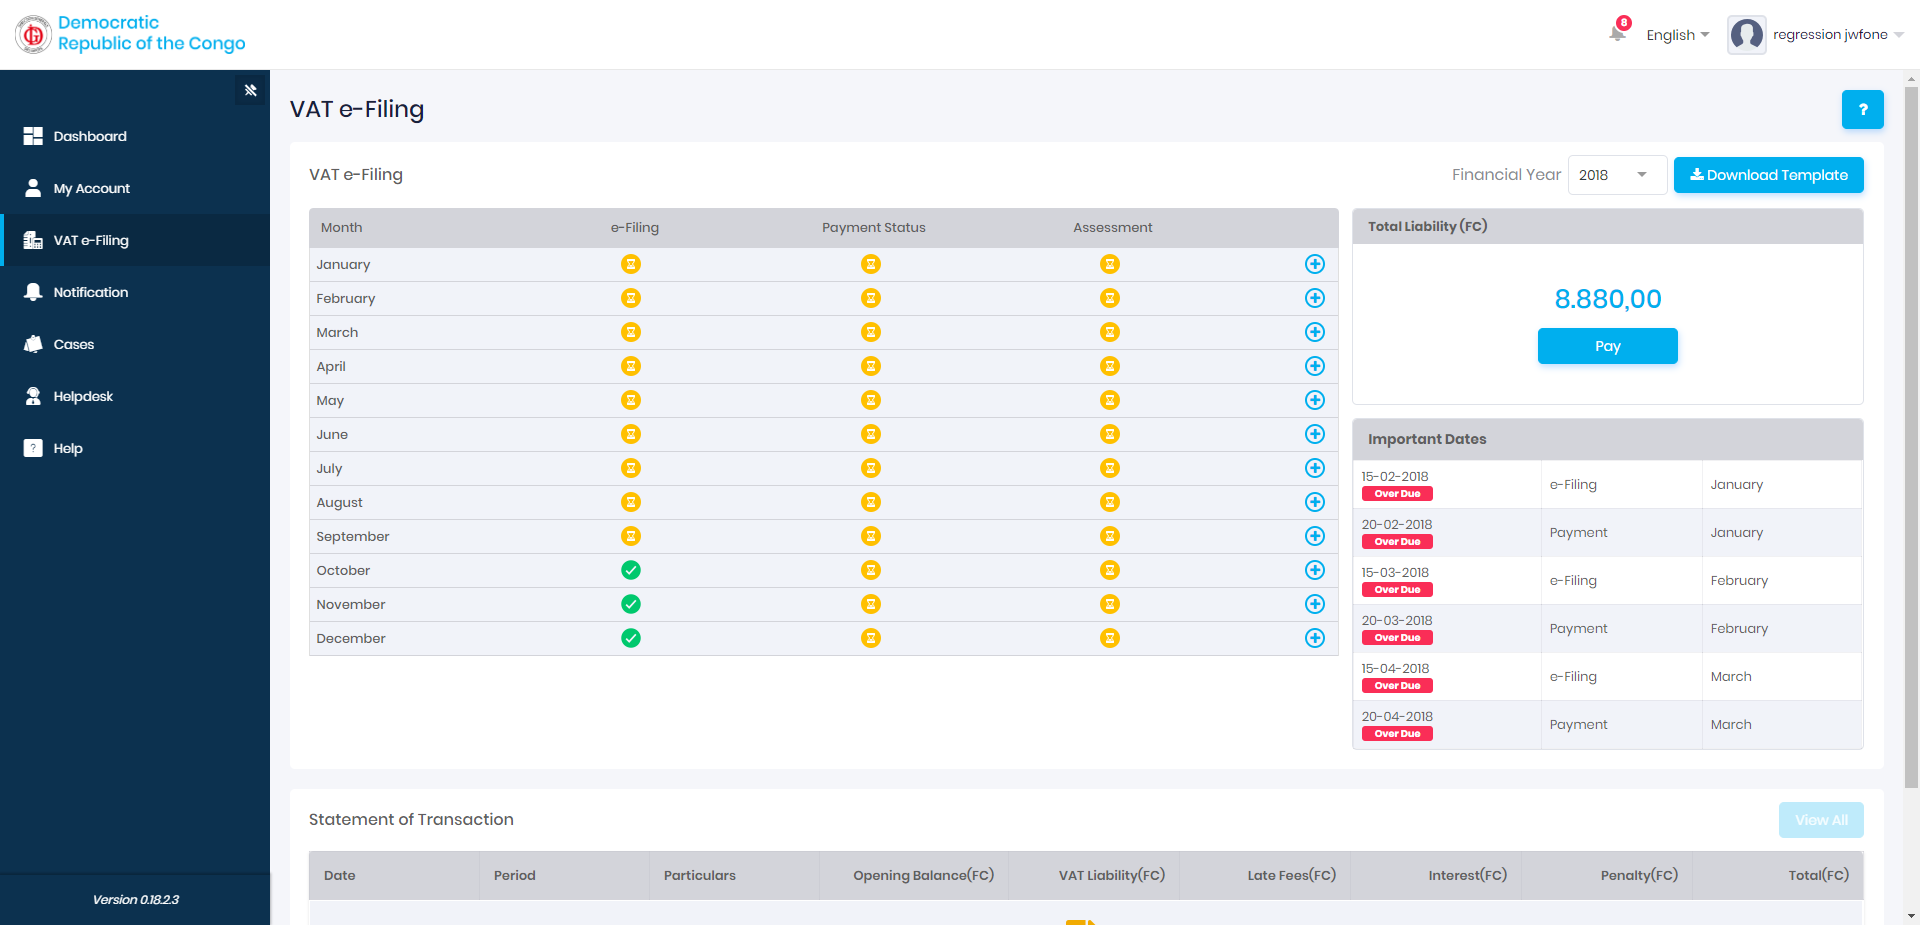 Democratic
Republic of the Congo
8
English
regression jwfone
Dashboard
My Account
VAT e-Filing
Notification
Cases
Helpdesk
? Help
Version 0.18.2.3
VAT e-Filing
?
VAT e-Filing
Financial Year 2018 Download Template
Month e-Filing Payment Status Assessment
January
February
March
April
May
June
July
August
September
October
November
December
Total Liability (FC)
8.880,00
Pay
Important Dates
15-02-2018
Over Due
e-Filing January
20-02-2018
Over Due
Payment January
15-03-2018
Over Due
e-Filing February
20-03-2018
Over Due
Payment February
15-04-2018
Over Due
e-Filing March
20-04-2018
Over Due
Payment March
Statement of Transaction
View All
Date Period Particulars Opening Balance(FC) VAT Liability(FC) Late Fees(FC) Interest(FC) Penalty(FC) Total(FC)